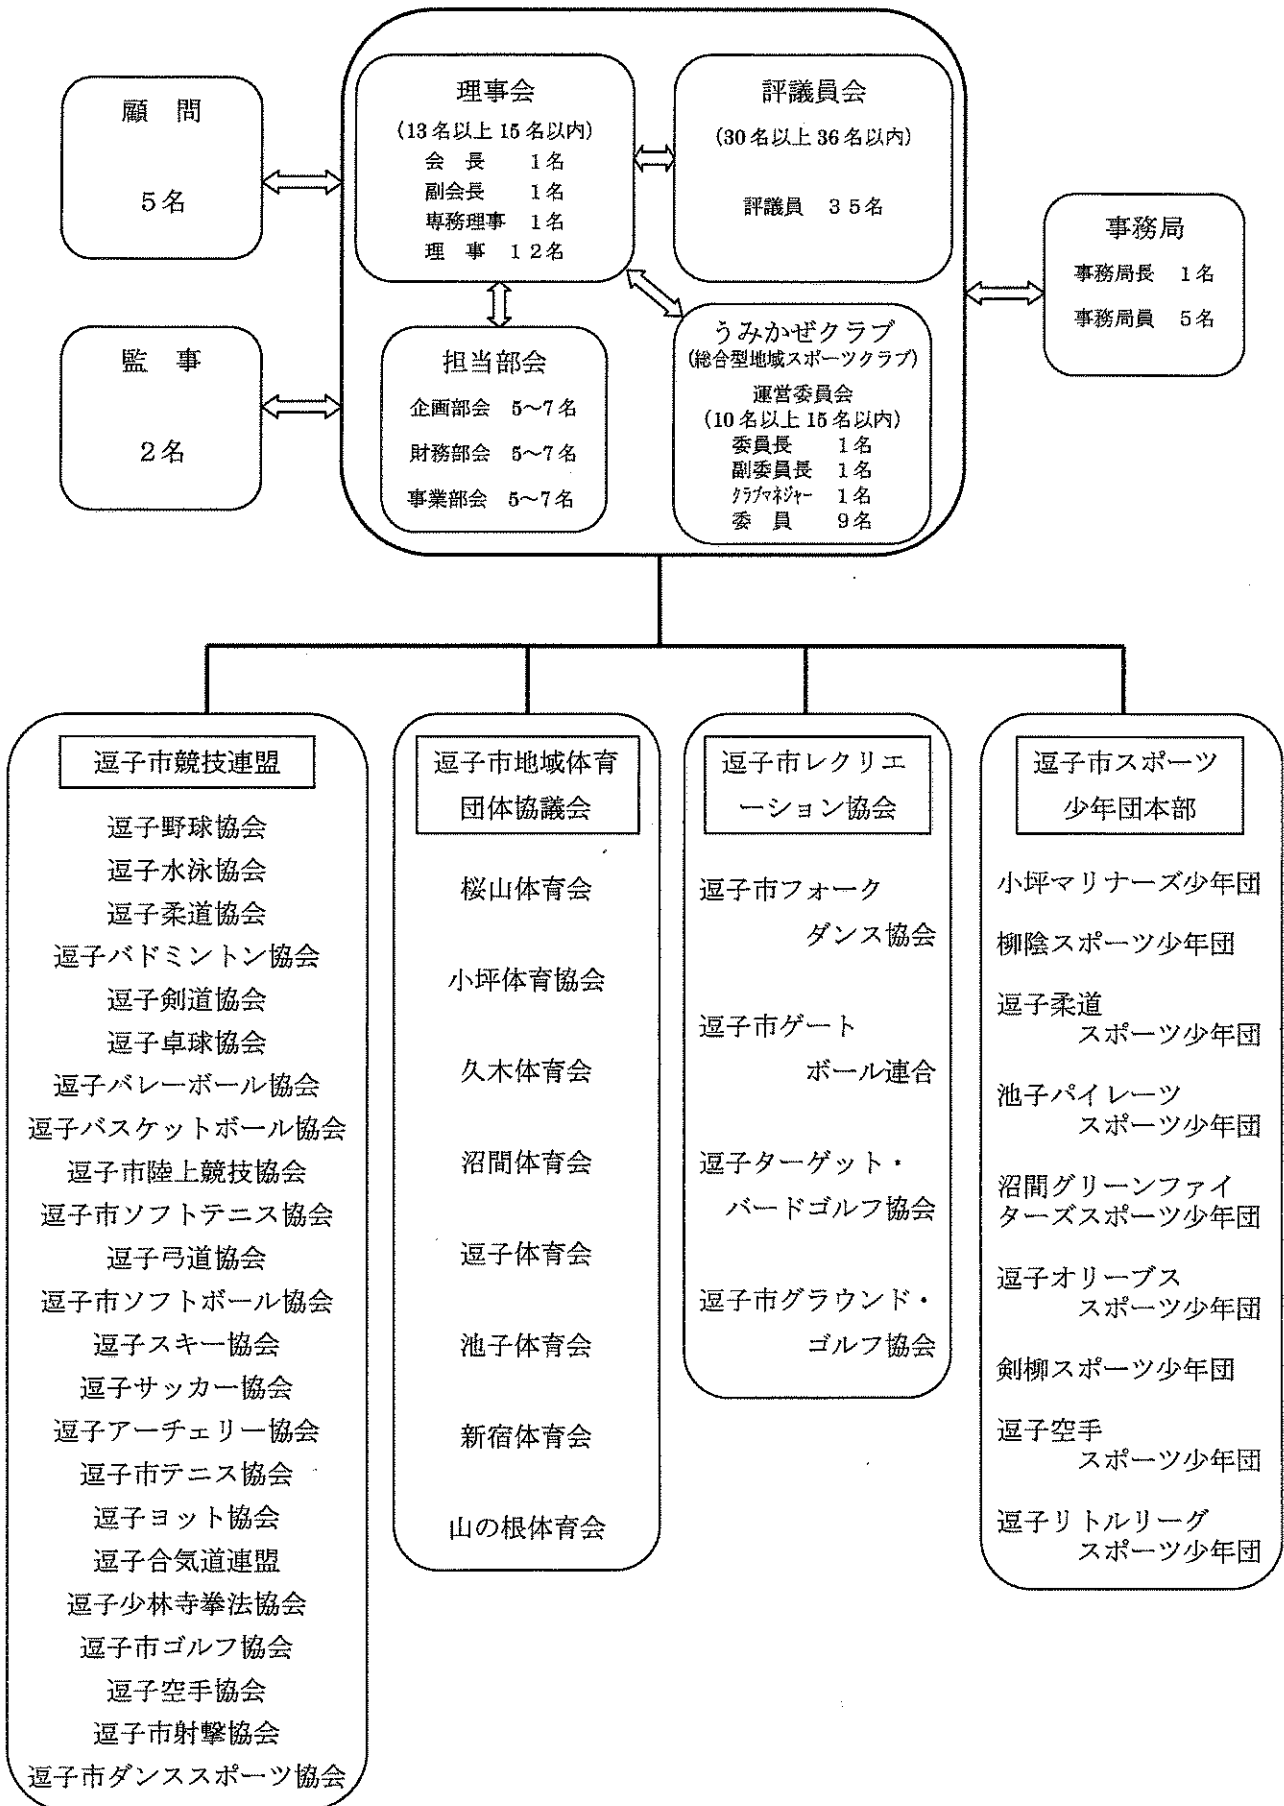 顧 問
5名
監 事
2名
理事会
(13名以上15名以内)
会 長 1名
副会長 1名
専務理事 1名
理 事 12名
評議員会
(30名以上36名以内)
評議員 35名
担当部会
企画部会 5~7名
財務部会 5~7名
事業部会 5~7名
うみかぜクラブ
(総合型地域スポーツクラブ)
運営委員会
(10名以上15名以内)
委員長 1名
副委員長 1名
クラブマネジャー 1名
委 員 9名
事務局
事務局長 1名
事務局員 5名
逗子市競技連盟
逗子野球協会
逗子水泳協会
逗子柔道協会
逗子バドミントン協会
逗子剣道協会
逗子卓球協会
逗子バレーボール協会
逗子バスケットボール協会
逗子市陸上競技協会
逗子市ソフトテニス協会
逗子弓道協会
逗子市ソフトボール協会
逗子スキー協会
逗子サッカー協会
逗子アーチェリー協会
逗子市テニス協会
逗子ヨット協会
逗子合気道連盟
逗子少林寺拳法協会
逗子市ゴルフ協会
逗子空手協会
逗子市射撃協会
逗子市ダンススポーツ協会
逗子市地域体育
団体協議会
桜山体育会
小坪体育協会
久木体育会
沼間体育会
逗子体育会
池子体育会
新宿体育会
山の根体育会
逗子市レクリエ
ーション協会
逗子市フォーク
ダンス協会
逗子市ゲート
ボール連合
逗子ターゲット・
バードゴルフ協会
逗子市グラウンド・
ゴルフ協会
逗子市スポーツ
少年団本部
小坪マリナーズ少年団
柳陰スポーツ少年団
逗子柔道
スポーツ少年団
池子パイレーツ
スポーツ少年団
沼間グリーンファイ
ターズスポーツ少年団
逗子オリーブス
スポーツ少年団
剣柳スポーツ少年団
逗子空手
スポーツ少年団
逗子リトルリーグ
スポーツ少年団